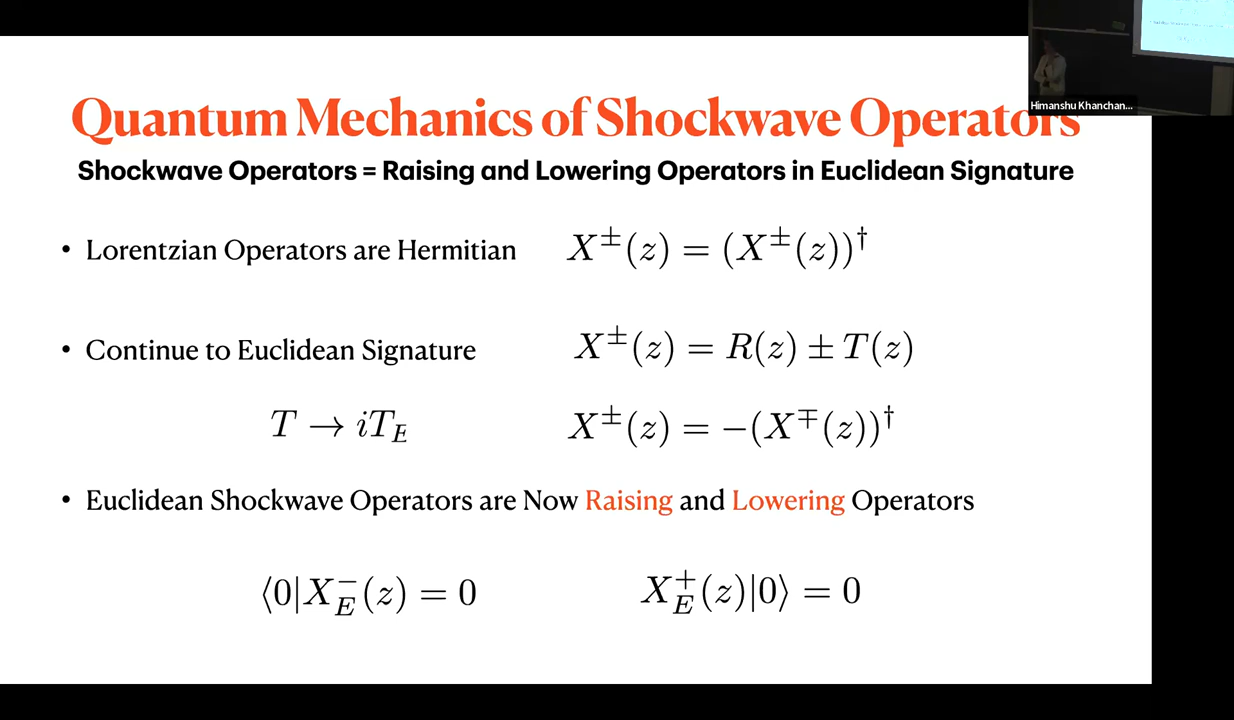 Quantum Mechanics of Shockwave Operators
Himanshu Khanchan...
Shockwave Operators = Raising and Lowering Operators in Euclidean Signature
• Lorentzian Operators are Hermitian X^±(z) = (X^±(z))^†
• Continue to Euclidean Signature X^±(z) = R(z) ± T(z)
T → iT_E X^±(z) = −(X^∓(z))^†
• Euclidean Shockwave Operators are Now Raising and Lowering Operators
⟨0|X_E^−(z) = 0 X_E^+(z)|0⟩ = 0